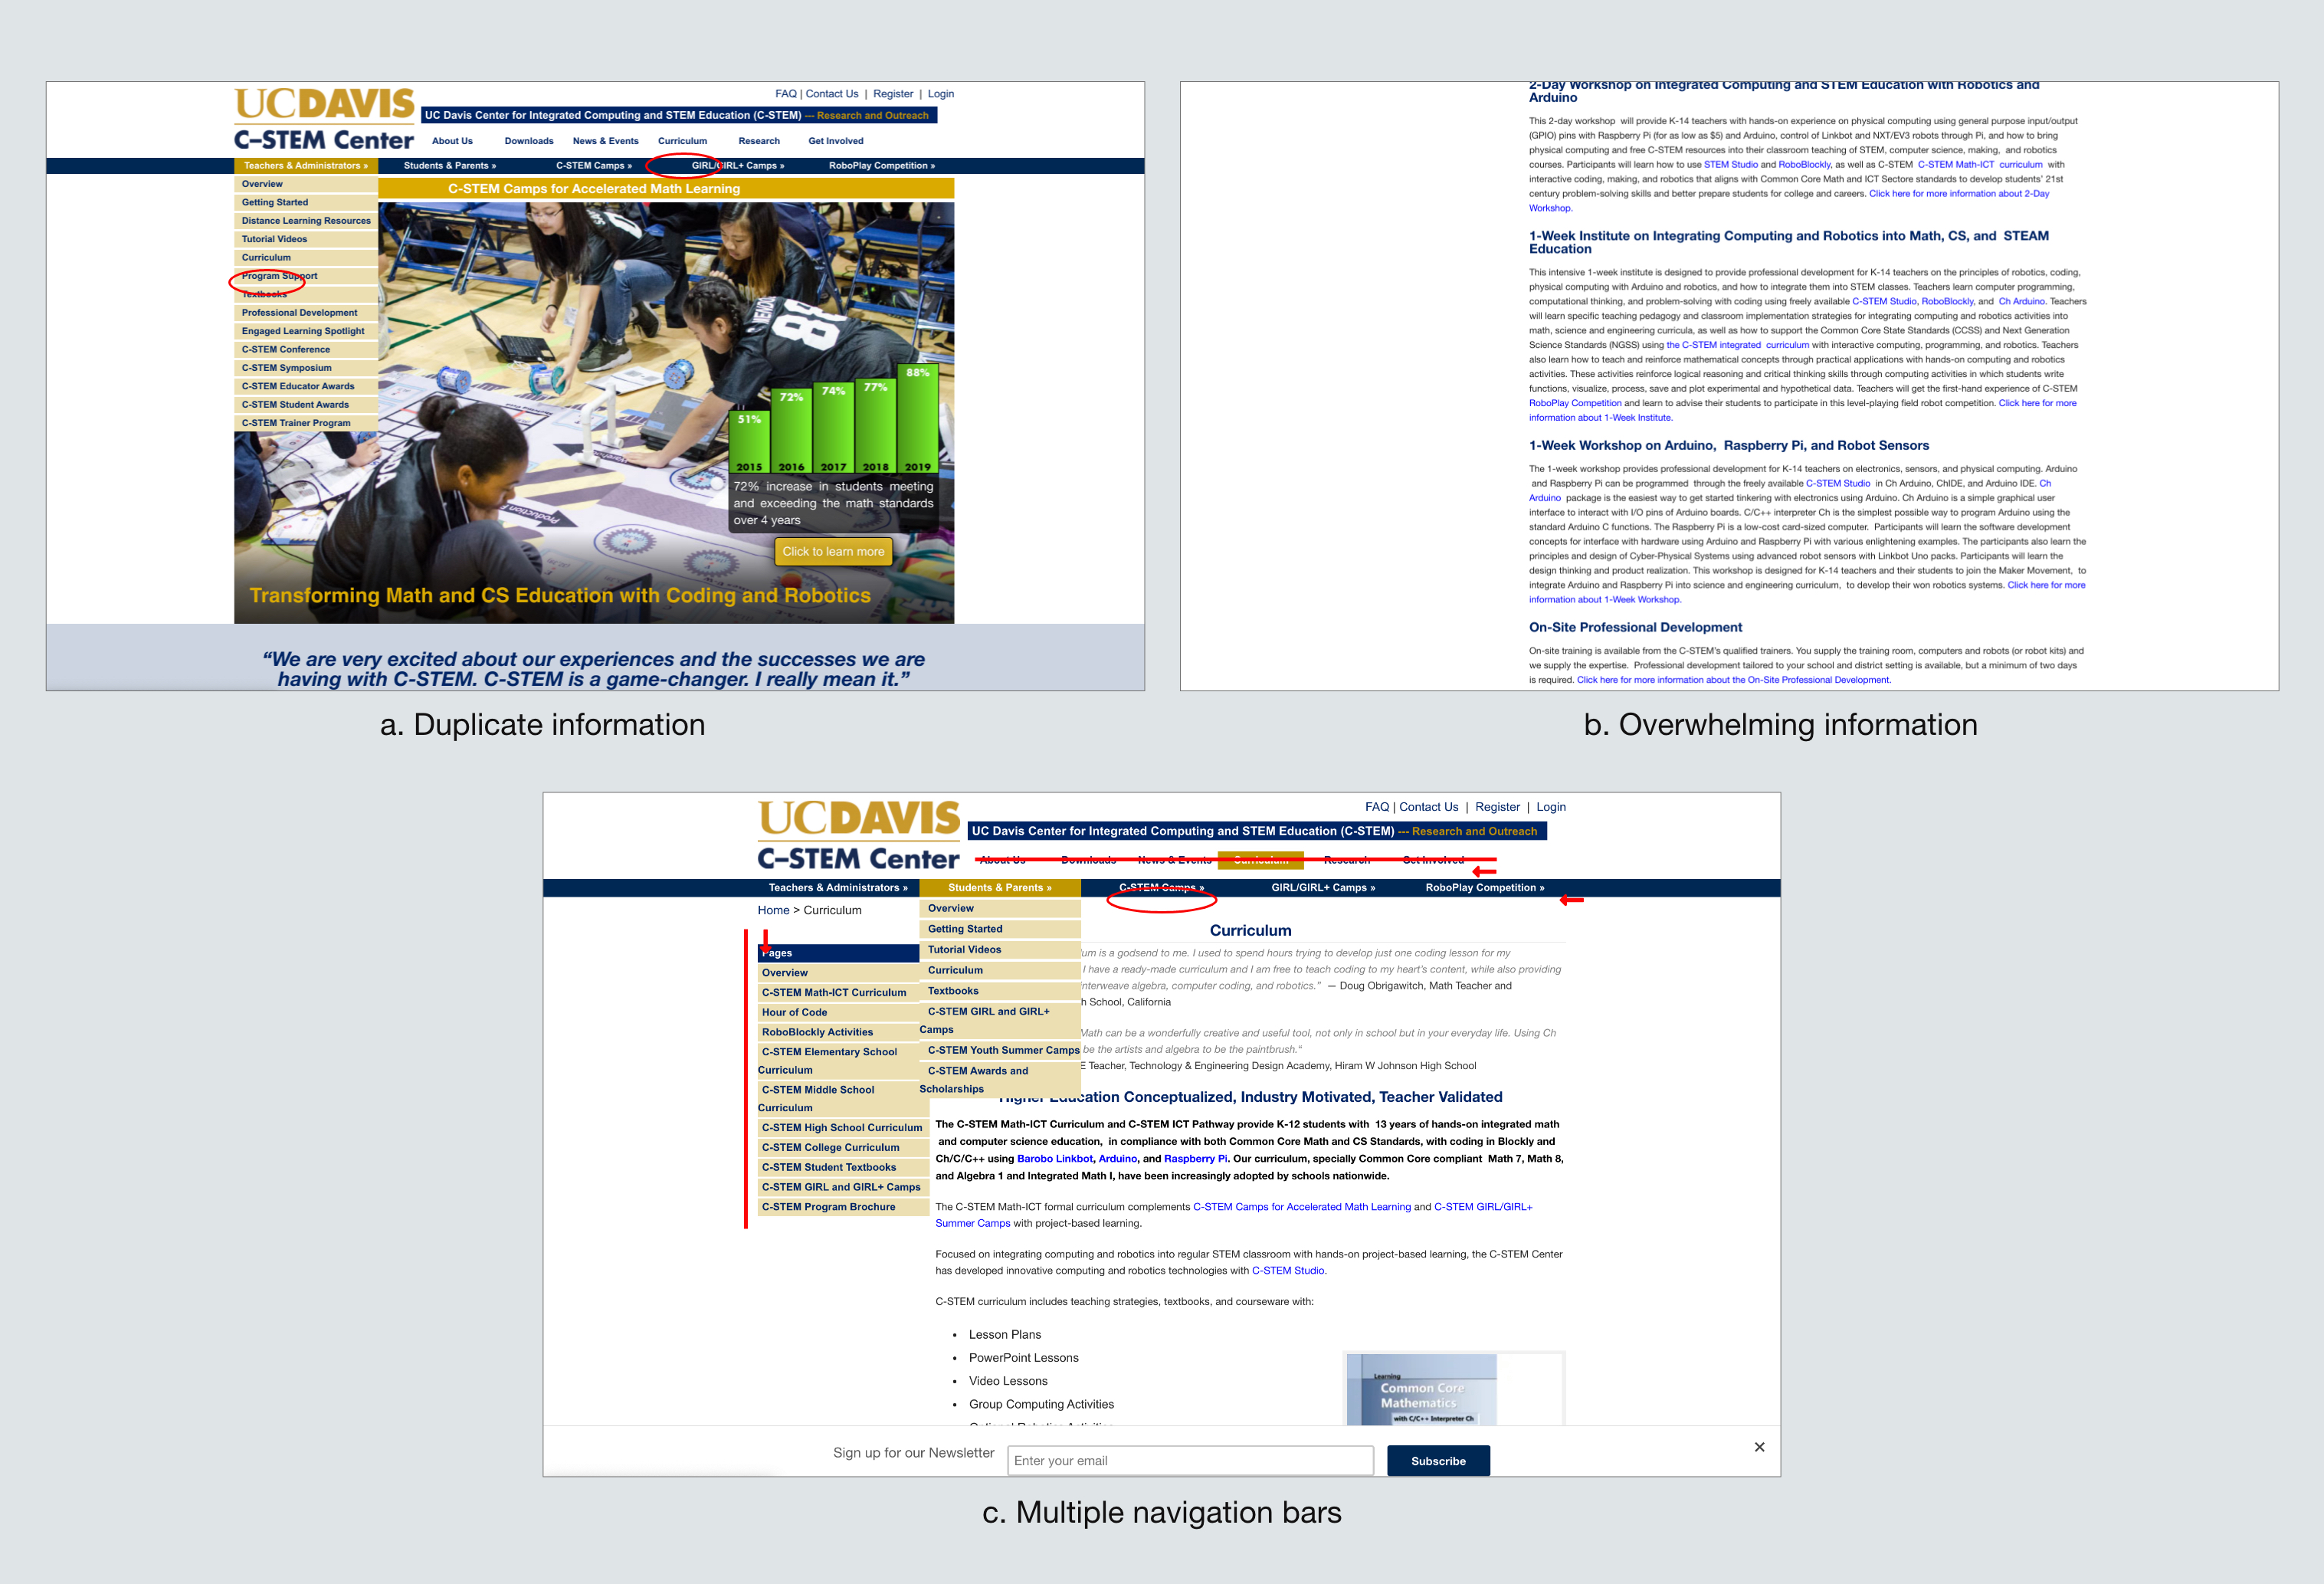 UCDAVIS
C–STEM Center
FAQ | Contact Us | Register | Login
UC Davis Center for Integrated Computing and STEM Education (C-STEM) --- Research and Outreach
About Us Downloads News & Events Curriculum Research Get Involved
Teachers & Administrators » Students & Parents » C-STEM Camps » GIRL/GIRL+ Camps » RoboPlay Competition »
Overview
Getting Started
Distance Learning Resources
Tutorial Videos
Curriculum
Program Support
Textbooks
Professional Development
Engaged Learning Spotlight
C-STEM Conference
C-STEM Symposium
C-STEM Educator Awards
C-STEM Student Awards
C-STEM Trainer Program
C-STEM Camps for Accelerated Math Learning
88
51% 72% 74% 77% 88%
2015 2016 2017 2018 2019
72% increase in students meeting
and exceeding the math standards
over 4 years
Click to learn more
Transforming Math and CS Education with Coding and Robotics
“We are very excited about our experiences and the successes we are
having with C-STEM. C-STEM is a game-changer. I really mean it.”
a. Duplicate information
2-Day Workshop on Integrated Computing and STEM Education with Robotics and
Arduino
This 2-day workshop will provide K-14 teachers with hands-on experience on physical computing using general purpose input/output
(GPIO) pins with Raspberry Pi (for as low as $5) and Arduino, control of Linkbot and NXT/EV3 robots through Pi, and how to bring
physical computing and free C-STEM resources into their classroom teaching of STEM, computer science, making, and robotics
courses. Participants will learn how to use STEM Studio and RoboBlockly, as well as C-STEM C-STEM Math-ICT curriculum with
interactive coding, making, and robotics that aligns with Common Core Math and ICT Sectore standards to develop students' 21st
century problem-solving skills and better prepare students for college and careers. Click here for more information about 2-Day
Workshop.
1-Week Institute on Integrating Computing and Robotics into Math, CS, and STEAM
Education
This intensive 1-week institute is designed to provide professional development for K-14 teachers on the principles of robotics, coding,
physical computing with Arduino and robotics, and how to integrate them into STEM classes. Teachers learn computer programming,
computational thinking, and problem-solving with coding using freely available C-STEM Studio, RoboBlockly, and Ch Arduino. Teachers
will learn specific teaching pedagogy and classroom implementation strategies for integrating computing and robotics activities into
math, science and engineering curricula, as well as how to support the Common Core State Standards (CCSS) and Next Generation
Science Standards (NGSS) using the C-STEM integrated curriculum with interactive computing, programming, and robotics. Teachers
also learn how to teach and reinforce mathematical concepts through practical applications with hands-on computing and robotics
activities. These activities reinforce logical reasoning and critical thinking skills through computing activities in which students write
functions, visualize, process, save and plot experimental and hypothetical data. Teachers will get the first-hand experience of C-STEM
RoboPlay Competition and learn to advise their students to participate in this level-playing field robot competition. Click here for more
information about 1-Week Institute.
1-Week Workshop on Arduino, Raspberry Pi, and Robot Sensors
The 1-week workshop provides professional development for K-14 teachers on electronics, sensors, and physical computing. Arduino
and Raspberry Pi can be programmed through the freely available C-STEM Studio in Ch Arduino, ChIDE, and Arduino IDE. Ch
Arduino package is the easiest way to get started tinkering with electronics using Arduino. Ch Arduino is a simple graphical user
interface to interact with I/O pins of Arduino boards. C/C++ interpreter Ch is the simplest possible way to program Arduino using the
standard Arduino C functions. The Raspberry Pi is a low-cost card-sized computer. Participants will learn the software development
concepts for interface with hardware using Arduino and Raspberry Pi with various enlightening examples. The participants also learn the
principles and design of Cyber-Physical Systems using advanced robot sensors with Linkbot Uno packs. Participants will learn the
design thinking and product realization. This workshop is designed for K-14 teachers and their students to join the Maker Movement, to
integrate Arduino and Raspberry Pi into science and engineering curriculum, to develop their won robotics systems. Click here for more
information about 1-Week Workshop.
On-Site Professional Development
On-site training is available from the C-STEM's qualified trainers. You supply the training room, computers and robots (or robot kits) and
we supply the expertise. Professional development tailored to your school and district setting is available, but a minimum of two days
is required. Click here for more information about the On-Site Professional Development.
b. Overwhelming information
UCDAVIS
C–STEM Center
FAQ | Contact Us | Register | Login
UC Davis Center for Integrated Computing and STEM Education (C-STEM) --- Research and Outreach
About Us Downloads News & Events Curriculum Research Get Involved
Teachers & Administrators » Students & Parents » C-STEM Camps » GIRL/GIRL+ Camps » RoboPlay Competition »
Home > Curriculum
Pages
Overview
C-STEM Math-ICT Curriculum
Hour of Code
RoboBlockly Activities
C-STEM Elementary School
Curriculum
C-STEM Middle School
Curriculum
C-STEM High School Curriculum
C-STEM College Curriculum
C-STEM Student Textbooks
C-STEM GIRL and GIRL+ Camps
C-STEM Program Brochure
Overview
Getting Started
Tutorial Videos
Curriculum
Textbooks
C-STEM GIRL and GIRL+
Camps
C-STEM Youth Summer Camps
C-STEM Awards and
Scholarships
Curriculum
um is a godsend to me. I used to spend hours trying to develop just one coding lesson for my
I have a ready-made curriculum and I am free to teach coding to my heart's content, while also providing
interweave algebra, computer coding, and robotics.” — Doug Obrigawitch, Math Teacher and
h School, California
Math can be a wonderfully creative and useful tool, not only in school but in your everyday life. Using Ch
be the artists and algebra to be the paintbrush.“
E Teacher, Technology & Engineering Design Academy, Hiram W Johnson High School
Higher Education Conceptualized, Industry Motivated, Teacher Validated
The C-STEM Math-ICT Curriculum and C-STEM ICT Pathway provide K-12 students with 13 years of hands-on integrated math
and computer science education, in compliance with both Common Core Math and CS Standards, with coding in Blockly and
Ch/C/C++ using Barobo Linkbot, Arduino, and Raspberry Pi. Our curriculum, specially Common Core compliant Math 7, Math 8,
and Algebra 1 and Integrated Math I, have been increasingly adopted by schools nationwide.
The C-STEM Math-ICT formal curriculum complements C-STEM Camps for Accelerated Math Learning and C-STEM GIRL/GIRL+
Summer Camps with project-based learning.
Focused on integrating computing and robotics into regular STEM classroom with hands-on project-based learning, the C-STEM Center
has developed innovative computing and robotics technologies with C-STEM Studio.
C-STEM curriculum includes teaching strategies, textbooks, and courseware with:
• Lesson Plans
• PowerPoint Lessons
• Video Lessons
• Group Computing Activities
• Optional Robotics Activities
Learning
Common Core
Mathematics
with C/C++ Interpreter Ch
Sign up for our Newsletter
Enter your email
Subscribe
×
c. Multiple navigation bars